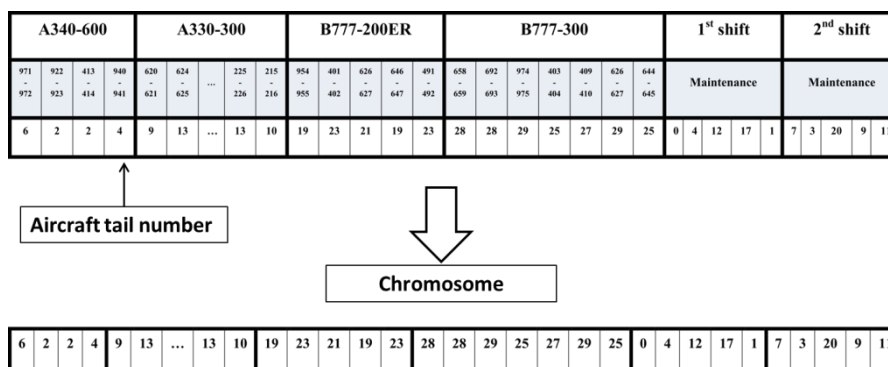 A340-600 A330-300 B777-200ER B777-300 1st shift 2nd shift
971 922 413 940 620 624 ... 225 215 954 401 626 646 491 658 692 974 403 409 626 644 Maintenance Maintenance
- - - - - - - - - - - - - - - - - - - -
972 923 414 941 621 625 226 216 955 402 627 647 492 659 693 975 404 410 627 645
6 2 2 4 9 13 ... 13 10 19 23 21 19 23 28 28 29 25 27 29 25 0 4 12 17 1 7 3 20 9 11
Aircraft tail number
Chromosome
6 2 2 4 9 13 ... 13 10 19 23 21 19 23 28 28 29 25 27 29 25 0 4 12 17 1 7 3 20 9 11